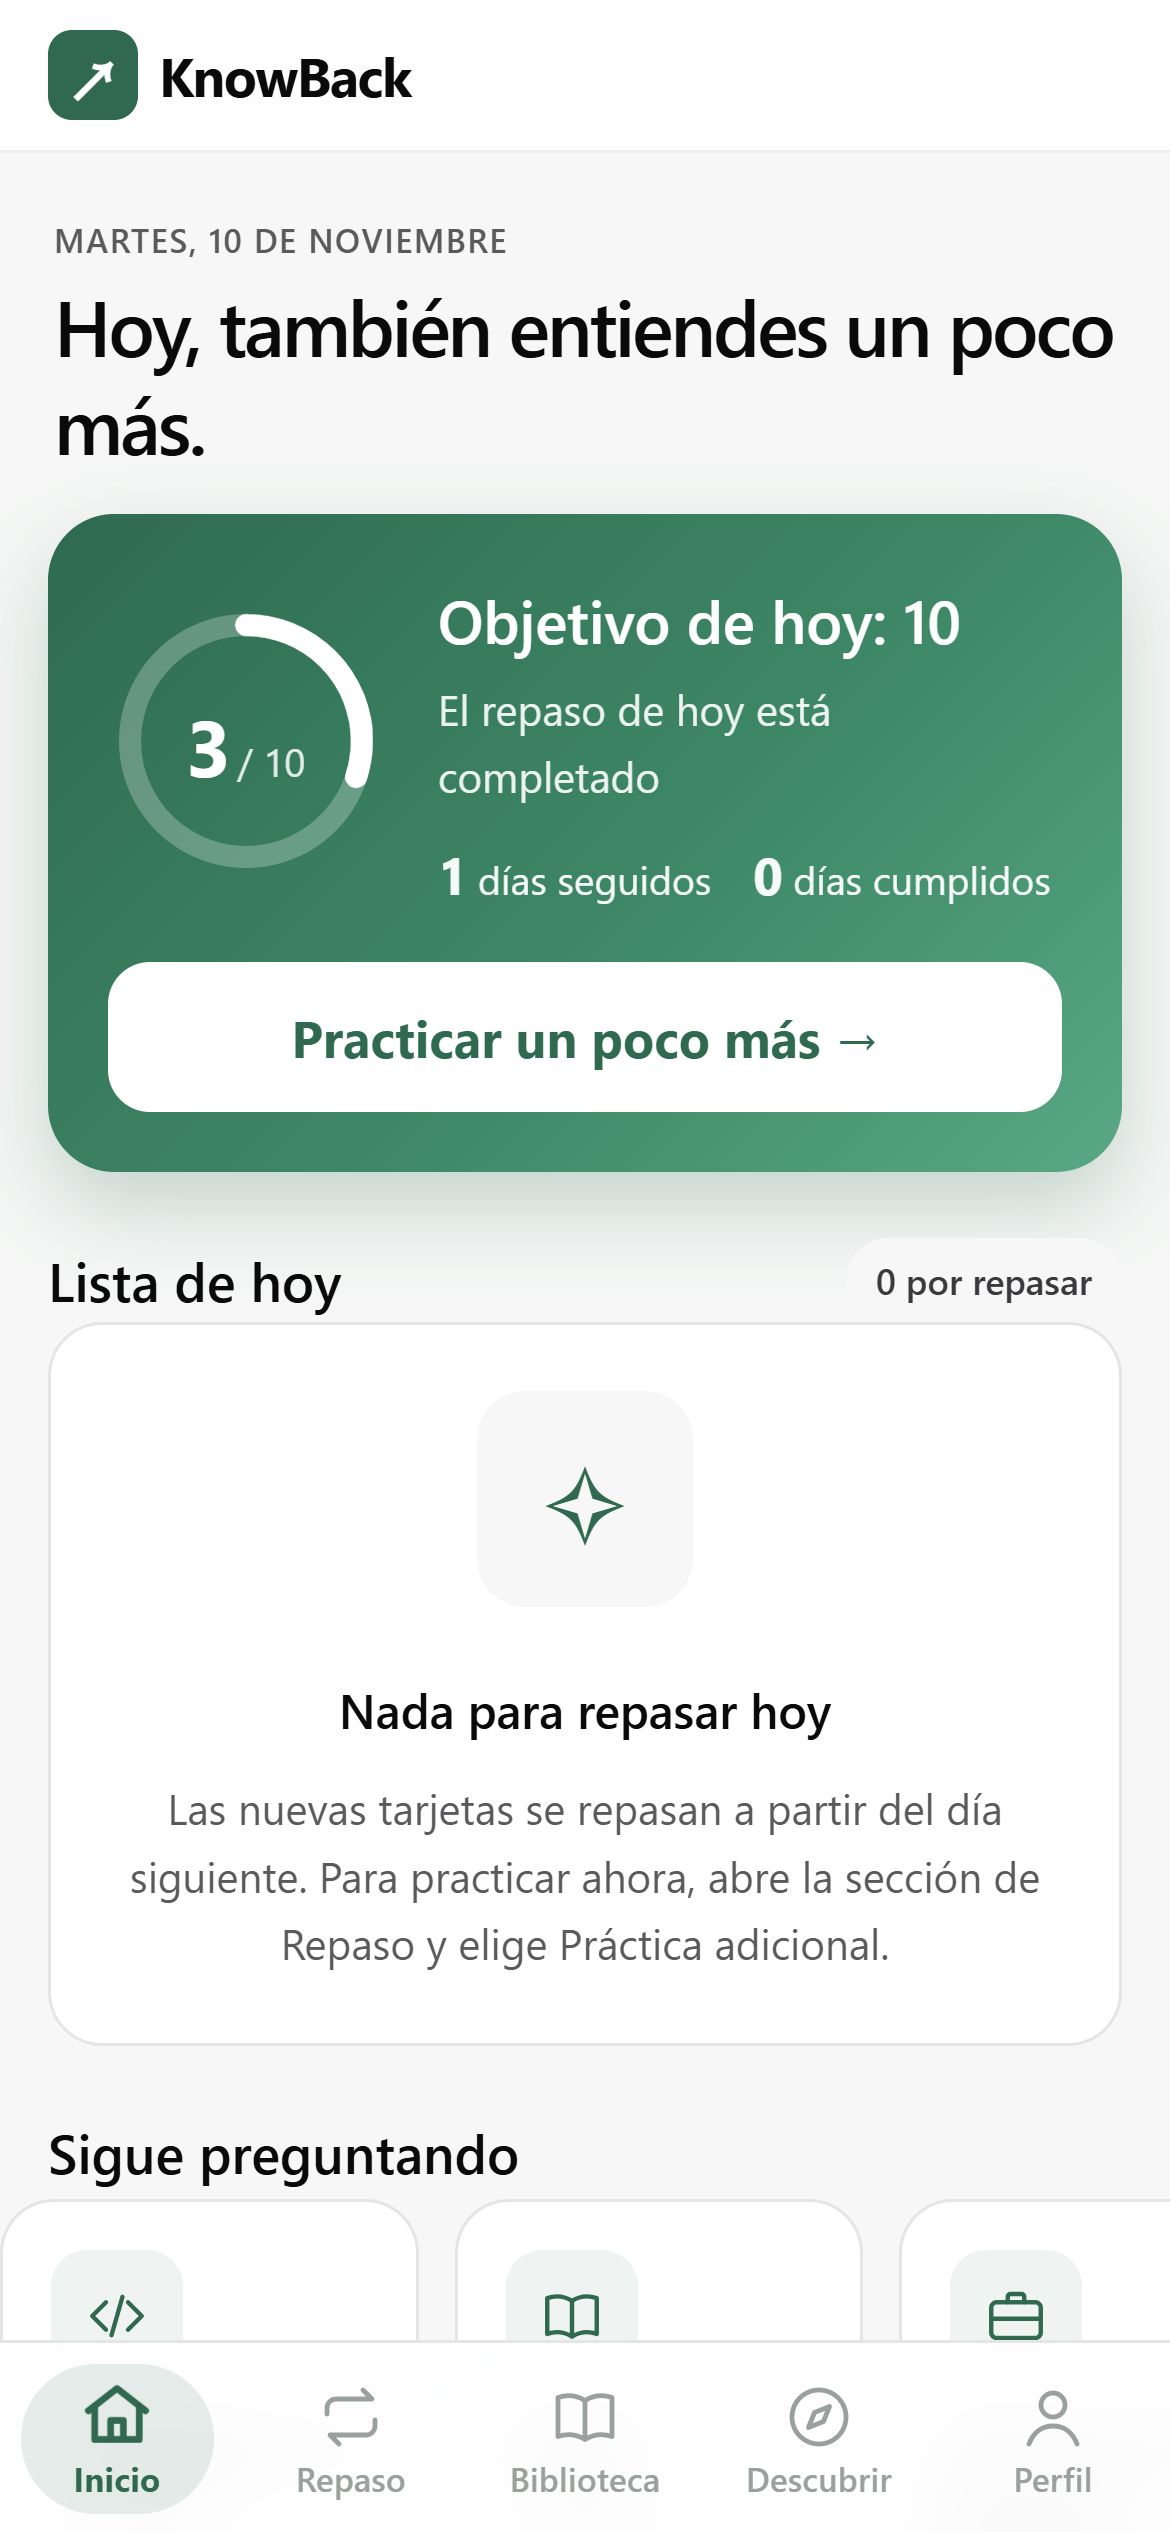 KnowBack
MARTES, 10 DE NOVIEMBRE
Hoy, también entiendes un poco
más.
3 / 10
Objetivo de hoy: 10
El repaso de hoy está
completado
1 días seguidos 0 días cumplidos
Practicar un poco más →
Lista de hoy
0 por repasar
Nada para repasar hoy
Las nuevas tarjetas se repasan a partir del día
siguiente. Para practicar ahora, abre la sección de
Repaso y elige Práctica adicional.
Sigue preguntando
Inicio
Repaso
Biblioteca
Descubrir
Perfil